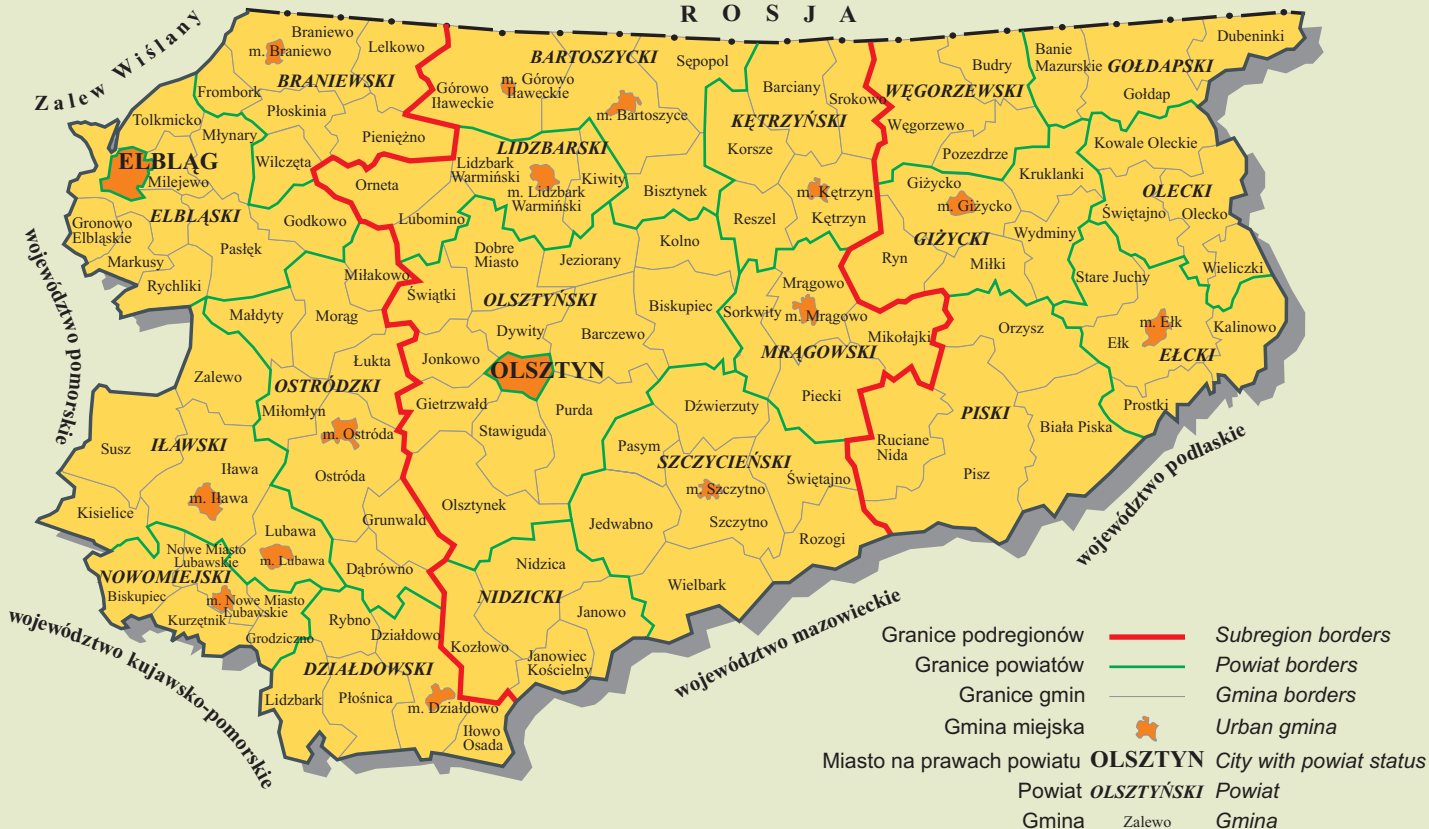 R O S J A
Zalew Wiślany
województwo pomorskie
województwo kujawsko-pomorskie
województwo mazowieckie
województwo podlaskie
Braniewo
m. Braniewo
Lelkowo
BRANIEWSKI
Frombork
Płoskinia
Pieniężno
Wilczęta
Tolkmicko
Młynary
ELBLĄG
Milejewo
ELBLĄSKI
Godkowo
Gronowo
Elbląskie
Pasłęk
Markusy
Rychliki
BARTOSZYCKI
Sępopol
Górowo
Iławeckie
m. Górowo
Iławeckie
m. Bartoszyce
Bisztynek
LIDZBARSKI
Lidzbark
Warmiński
m. Lidzbark
Warmiński
Kiwity
Orneta
Lubomino
Barciany
Srokowo
KĘTRZYŃSKI
Korsze
m. Kętrzyn
Kętrzyn
Reszel
WĘGORZEWSKI
Budry
Węgorzewo
Pozezdrze
Banie
Mazurskie
GOŁDAPSKI
Dubeninki
Gołdap
Kowale Oleckie
OLECKI
Świętajno
Olecko
Wieliczki
Giżycko
m. Giżycko
Kruklanki
GIŻYCKI
Wydminy
Ryn
Miłki
Stare Juchy
m. Ełk
Ełk
Kalinowo
EŁCKI
Prostki
Miłakowo
Małdyty
Morąg
Łukta
OSTRÓDZKI
Miłomłyn
m. Ostróda
Ostróda
Grunwald
Dąbrówno
Dobre
Miasto
Jeziorany
Kolno
Świątki
OLSZTYŃSKI
Biskupiec
Dywity
Barczewo
Jonkowo
OLSZTYN
Gietrzwałd
Purda
Stawiguda
Olsztynek
Mrągowo
Sorkwity
m. Mrągowo
Mikołajki
MRĄGOWSKI
Piecki
Orzysz
PISKI
Biała Piska
Ruciane
Nida
Pisz
Zalewo
IŁAWSKI
Susz
Iława
m. Iława
Kisielice
Lubawa
m. Lubawa
Nowe Miasto
Lubawskie
NOWOMIEJSKI
Biskupiec
m. Nowe Miasto
Lubawskie
Kurzętnik
Grodziczno
Rybno
Działdowo
DZIAŁDOWSKI
Lidzbark
Płośnica
m. Działdowo
Iłowo
Osada
Nidzica
NIDZICKI
Janowo
Kozłowo
Janowiec
Kościelny
Dźwierzuty
Pasym
SZCZYCIEŃSKI
Świętajno
m. Szczytno
Szczytno
Jedwabno
Rozogi
Wielbark
Granice podregionów Subregion borders
Granice powiatów Powiat borders
Granice gmin Gmina borders
Gmina miejska Urban gmina
Miasto na prawach powiatu OLSZTYN City with powiat status
Powiat OLSZTYŃSKI Powiat
Gmina Zalewo Gmina